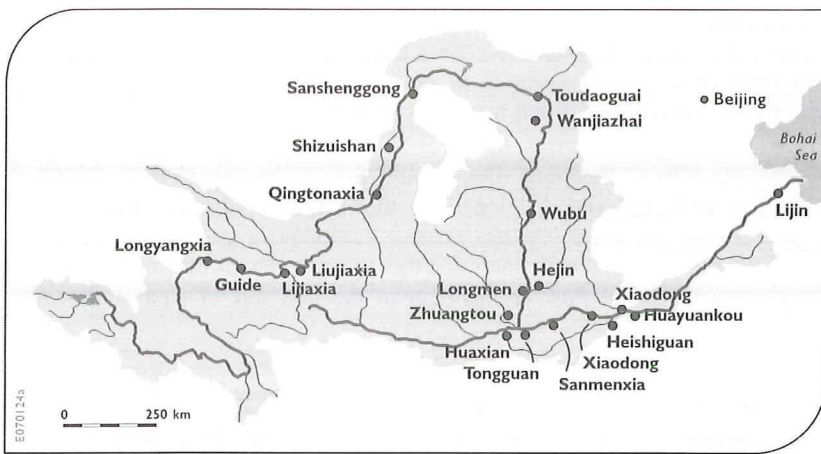 Sanshenggong
Toudaoguai
Beijing
Wanjiazhai
Bohai
Sea
Shizuishan
Qingtonaxia
Lijin
Wubu
Longyangxia
Liujiaxia
Guide
Lijiaxia
Longmen
Hejin
Xiaodong
Zhuangtou
Huayuankou
Huaxian
Heishiguan
Tongguan
Xiaodong
Sanmenxia
0
250 km
E070124a